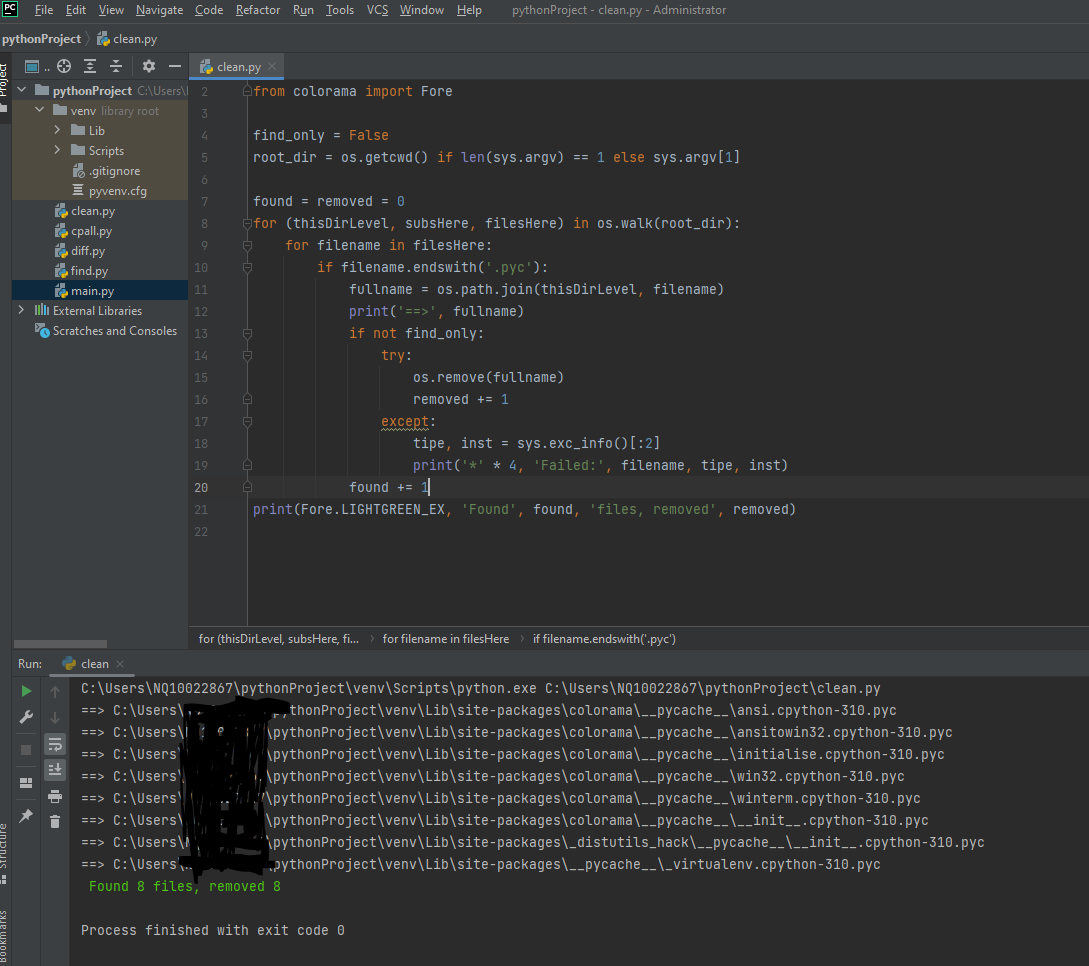 PC File Edit View Navigate Code Refactor Run Tools VCS Window Help pythonProject - clean.py - Administrator
pythonProject clean.py
Project
..
clean.py
pythonProject C:\Users\
venv library root
Lib
Scripts
.gitignore
pyvenv.cfg
clean.py
cpall.py
diff.py
find.py
main.py
External Libraries
Scratches and Consoles
2 from colorama import Fore
3
4 find_only = False
5 root_dir = os.getcwd() if len(sys.argv) == 1 else sys.argv[1]
6
7 found = removed = 0
8 for (thisDirLevel, subsHere, filesHere) in os.walk(root_dir):
9 for filename in filesHere:
10 if filename.endswith('.pyc'):
11 fullname = os.path.join(thisDirLevel, filename)
12 print('==>', fullname)
13 if not find_only:
14 try:
15 os.remove(fullname)
16 removed += 1
17 except:
18 tipe, inst = sys.exc_info()[:2]
19 print('*' * 4, 'Failed:', filename, tipe, inst)
20 found += 1
21 print(Fore.LIGHTGREEN_EX, 'Found', found, 'files, removed', removed)
22
for (thisDirLevel, subsHere, fi... for filename in filesHere if filename.endswith('.pyc')
Run: clean
C:\Users\NQ10022867\pythonProject\venv\Scripts\python.exe C:\Users\NQ10022867\pythonProject\clean.py
==> C:\Users\ pythonProject\venv\Lib\site-packages\colorama\__pycache__\ansi.cpython-310.pyc
==> C:\Users\ pythonProject\venv\Lib\site-packages\colorama\__pycache__\ansitowin32.cpython-310.pyc
==> C:\Users\ pythonProject\venv\Lib\site-packages\colorama\__pycache__\initialise.cpython-310.pyc
==> C:\Users\ pythonProject\venv\Lib\site-packages\colorama\__pycache__\win32.cpython-310.pyc
==> C:\Users\ pythonProject\venv\Lib\site-packages\colorama\__pycache__\winterm.cpython-310.pyc
==> C:\Users\ pythonProject\venv\Lib\site-packages\colorama\__pycache__\__init__.cpython-310.pyc
==> C:\Users\ pythonProject\venv\Lib\site-packages\_distutils_hack\__pycache__\__init__.cpython-310.pyc
==> C:\Users\ pythonProject\venv\Lib\site-packages\__pycache__\_virtualenv.cpython-310.pyc
Found 8 files, removed 8
Process finished with exit code 0
Structure
Bookmarks